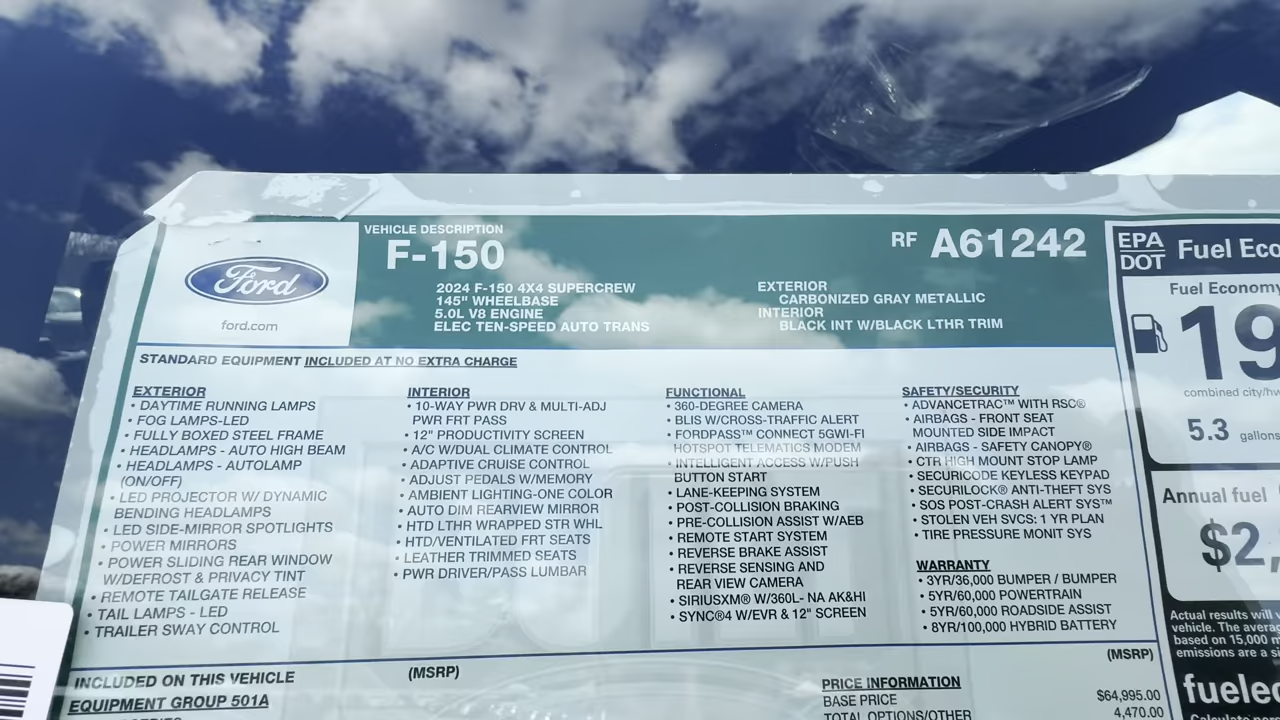 Ford
ford.com
VEHICLE DESCRIPTION
F-150
2024 F-150 4X4 SUPERCREW
145" WHEELBASE
5.0L V8 ENGINE
ELEC TEN-SPEED AUTO TRANS
EXTERIOR
CARBONIZED GRAY METALLIC
INTERIOR
BLACK INT W/BLACK LTHR TRIM
RF A61242
STANDARD EQUIPMENT INCLUDED AT NO EXTRA CHARGE
EXTERIOR
• DAYTIME RUNNING LAMPS
• FOG LAMPS-LED
• FULLY BOXED STEEL FRAME
• HEADLAMPS - AUTO HIGH BEAM
• HEADLAMPS - AUTOLAMP
(ON/OFF)
• LED PROJECTOR W/ DYNAMIC
BENDING HEADLAMPS
• LED SIDE-MIRROR SPOTLIGHTS
• POWER MIRRORS
• POWER SLIDING REAR WINDOW
W/DEFROST & PRIVACY TINT
• REMOTE TAILGATE RELEASE
• TAIL LAMPS - LED
• TRAILER SWAY CONTROL
INTERIOR
• 10-WAY PWR DRV & MULTI-ADJ
PWR FRT PASS
• 12" PRODUCTIVITY SCREEN
• A/C W/DUAL CLIMATE CONTROL
• ADAPTIVE CRUISE CONTROL
• ADJUST PEDALS W/MEMORY
• AMBIENT LIGHTING-ONE COLOR
• AUTO DIM REARVIEW MIRROR
• HTD LTHR WRAPPED STR WHL
• HTD/VENTILATED FRT SEATS
• LEATHER TRIMMED SEATS
• PWR DRIVER/PASS LUMBAR
FUNCTIONAL
• 360-DEGREE CAMERA
• BLIS W/CROSS-TRAFFIC ALERT
• FORDPASS™ CONNECT 5GWI-FI
HOTSPOT TELEMATICS MODEM
• INTELLIGENT ACCESS W/PUSH
BUTTON START
• LANE-KEEPING SYSTEM
• POST-COLLISION BRAKING
• PRE-COLLISION ASSIST W/AEB
• REMOTE START SYSTEM
• REVERSE BRAKE ASSIST
• REVERSE SENSING AND
REAR VIEW CAMERA
• SIRIUSXM® W/360L- NA AK&HI
• SYNC®4 W/EVR & 12" SCREEN
SAFETY/SECURITY
• ADVANCETRAC™ WITH RSC®
• AIRBAGS - FRONT SEAT
MOUNTED SIDE IMPACT
• AIRBAGS - SAFETY CANOPY®
• CTR HIGH MOUNT STOP LAMP
• SECURICODE KEYLESS KEYPAD
• SECURILOCK® ANTI-THEFT SYS
• SOS POST-CRASH ALERT SYS™
• STOLEN VEH SVCS: 1 YR PLAN
• TIRE PRESSURE MONIT SYS
WARRANTY
• 3YR/36,000 BUMPER / BUMPER
• 5YR/60,000 POWERTRAIN
• 5YR/60,000 ROADSIDE ASSIST
• 8YR/100,000 HYBRID BATTERY
INCLUDED ON THIS VEHICLE
(MSRP)
EQUIPMENT GROUP 501A
PRICE INFORMATION
(MSRP)
BASE PRICE $64,995.00
TOTAL OPTIONS/OTHER 4,470.00
EPA
DOT
Fuel Eco
Fuel Economy
19
combined city/hw
5.3 gallons
Annual fuel
$2,
Actual results will v
vehicle. The averag
based on 15,000 m
emissions are a si
fuelec